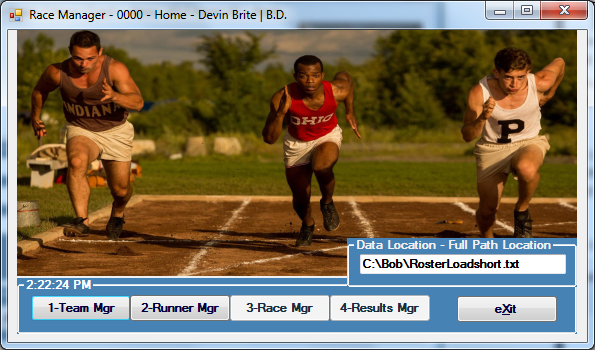 Race Manager - 0000 - Home - Devin Brite | B.D.
INDIANA
OHIO
P
Data Location - Full Path Location
C:\Bob\RosterLoadshort.txt
2:22:24 PM
1-Team Mgr
2-Runner Mgr
3-Race Mgr
4-Results Mgr
eXit